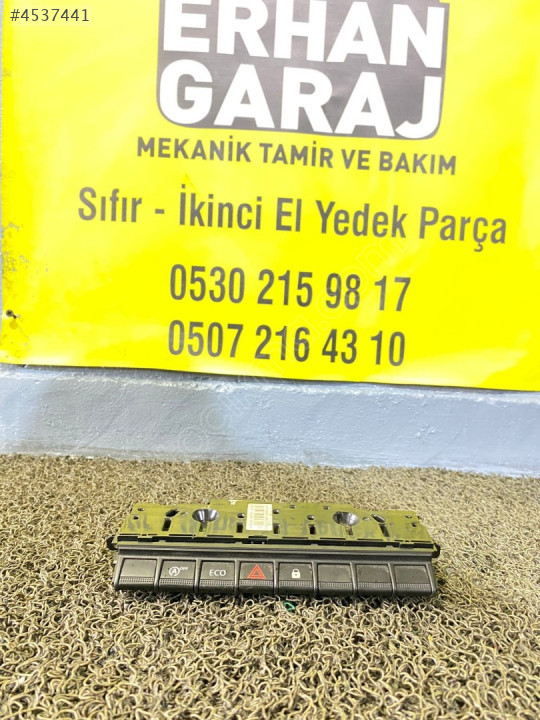 #4537441
ERHAN
GARAJ
MEKANİK TAMİR VE BAKIM
Sıfır - İkinci El Yedek Parça
0530 215 98 17
0507 216 43 10
A OFF
ECO